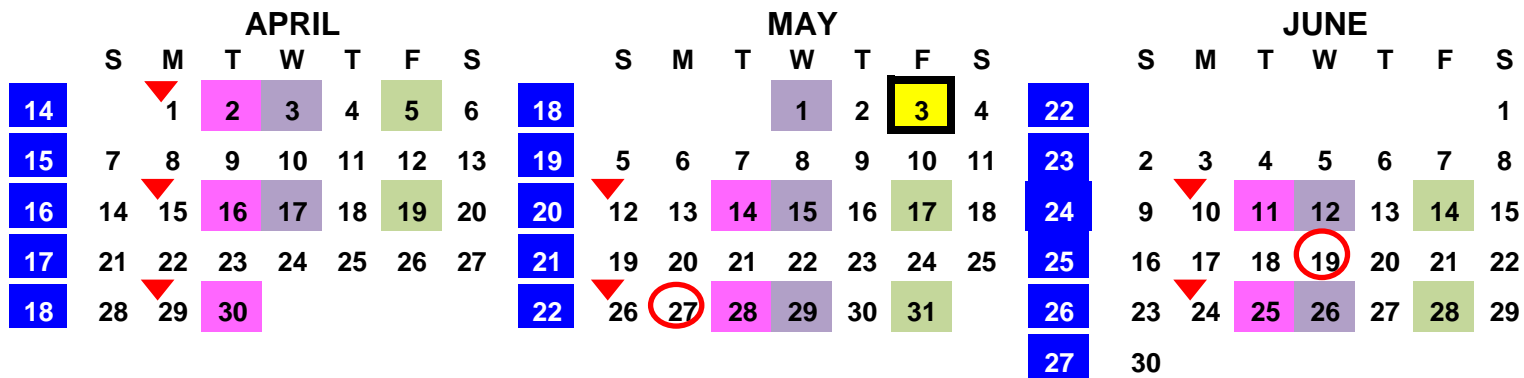 APRIL MAY JUNE
S M T W T F S S M T W T F S S M T W T F S
14 1 2 3 4 5 6 18 1 2 3 4 22 1
15 7 8 9 10 11 12 13 19 5 6 7 8 9 10 11 23 2 3 4 5 6 7 8
16 14 15 16 17 18 19 20 20 12 13 14 15 16 17 18 24 9 10 11 12 13 14 15
17 21 22 23 24 25 26 27 21 19 20 21 22 23 24 25 25 16 17 18 19 20 21 22
18 28 29 30 22 26 27 28 29 30 31 26 23 24 25 26 27 28 29
27 30